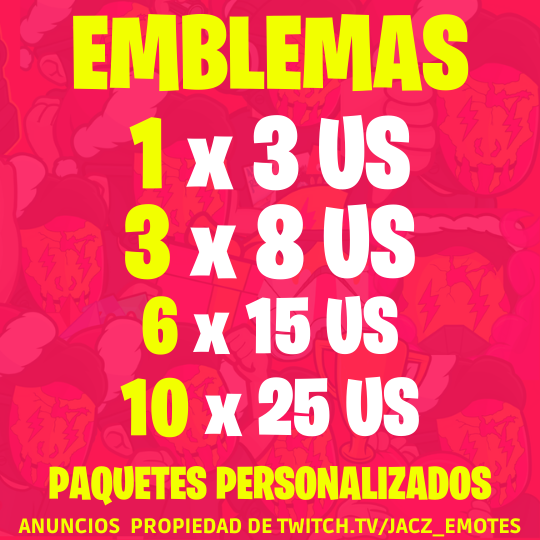 EMBLEMAS
1 x 3 US
3 x 8 US
6 x 15 US
10 x 25 US
PAQUETES PERSONALIZADOS
ANUNCIOS PROPIEDAD DE TWITCH.TV/JACZ_EMOTES